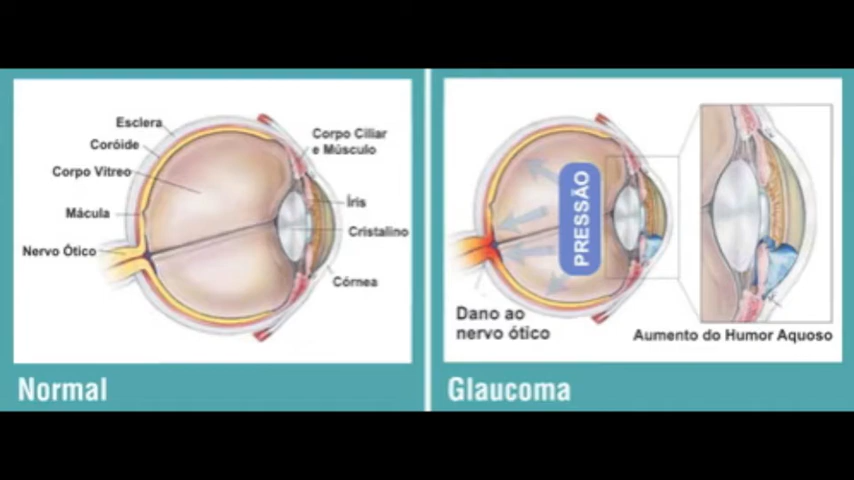 Esclera
Coróide
Corpo Vitreo
Mácula
Nervo Ótico
Corpo Ciliar
e Músculo
Íris
Cristalino
Córnea
Normal
PRESSÃO
Dano ao
nervo ótico
Aumento do Humor Aquoso
Glaucoma